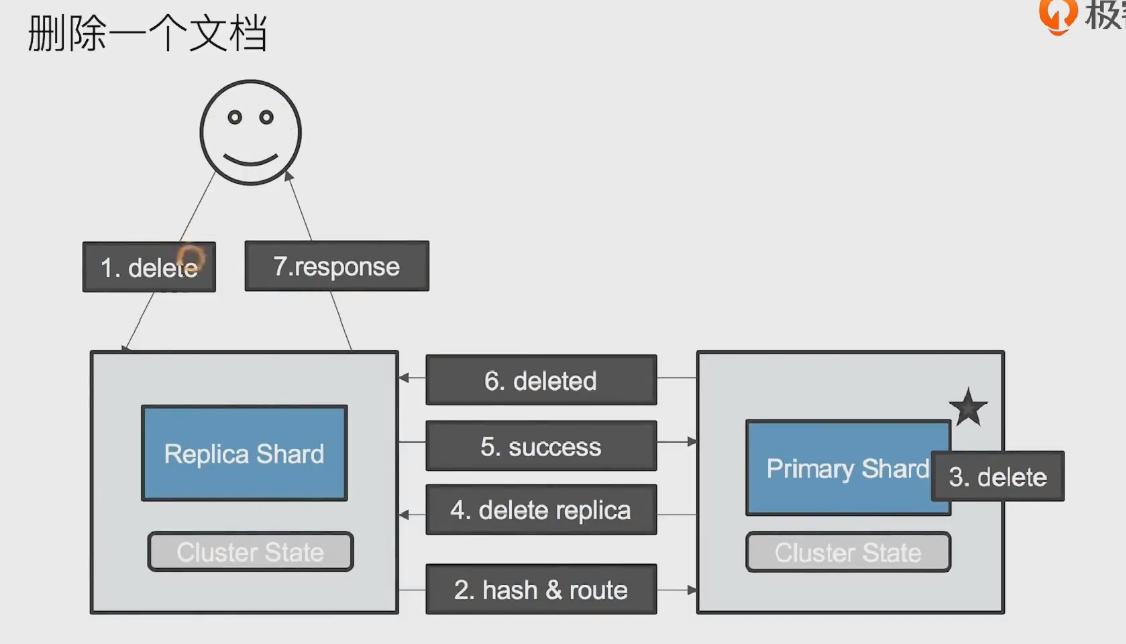 删除一个文档
极客
1. delete
7.response
6. deleted
Replica Shard
5. success
Primary Shard
3. delete
4. delete replica
Cluster State
Cluster State
2. hash & route